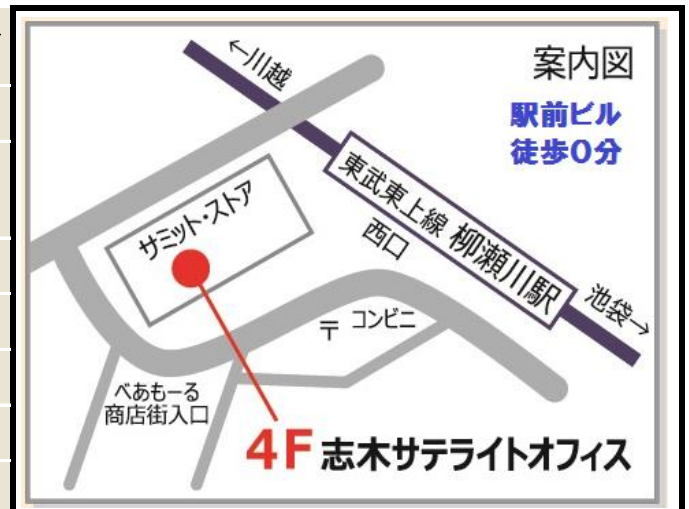 案内図
駅前ビル
徒歩0分
←川越
東武東上線 柳瀬川駅
西口
池袋→
サミット・ストア
〒 コンビニ
べあもーる
商店街入口
4F 志木サテライトオフィス